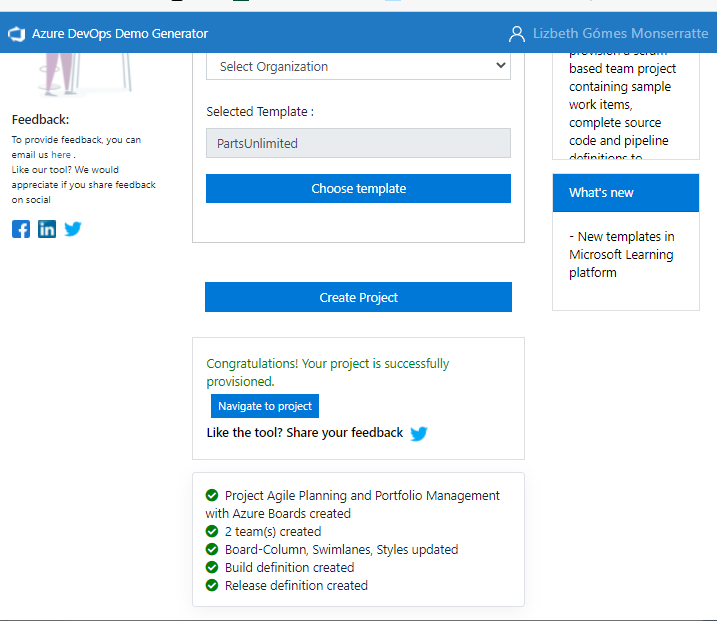 Azure DevOps Demo Generator
Lizbeth Gómes Monserratte
Feedback:
To provide feedback, you can
email us here .
Like our tool? We would
appreciate if you share feedback
on social
Select Organization
Selected Template :
PartsUnlimited
Choose template
Create Project
Congratulations! Your project is successfully
provisioned.
Navigate to project
Like the tool? Share your feedback
Project Agile Planning and Portfolio Management
with Azure Boards created
2 team(s) created
Board-Column, Swimlanes, Styles updated
Build definition created
Release definition created
provision a scrum
based team project
containing sample
work items,
complete source
code and pipeline
definitions to
What's new
- New templates in
Microsoft Learning
platform